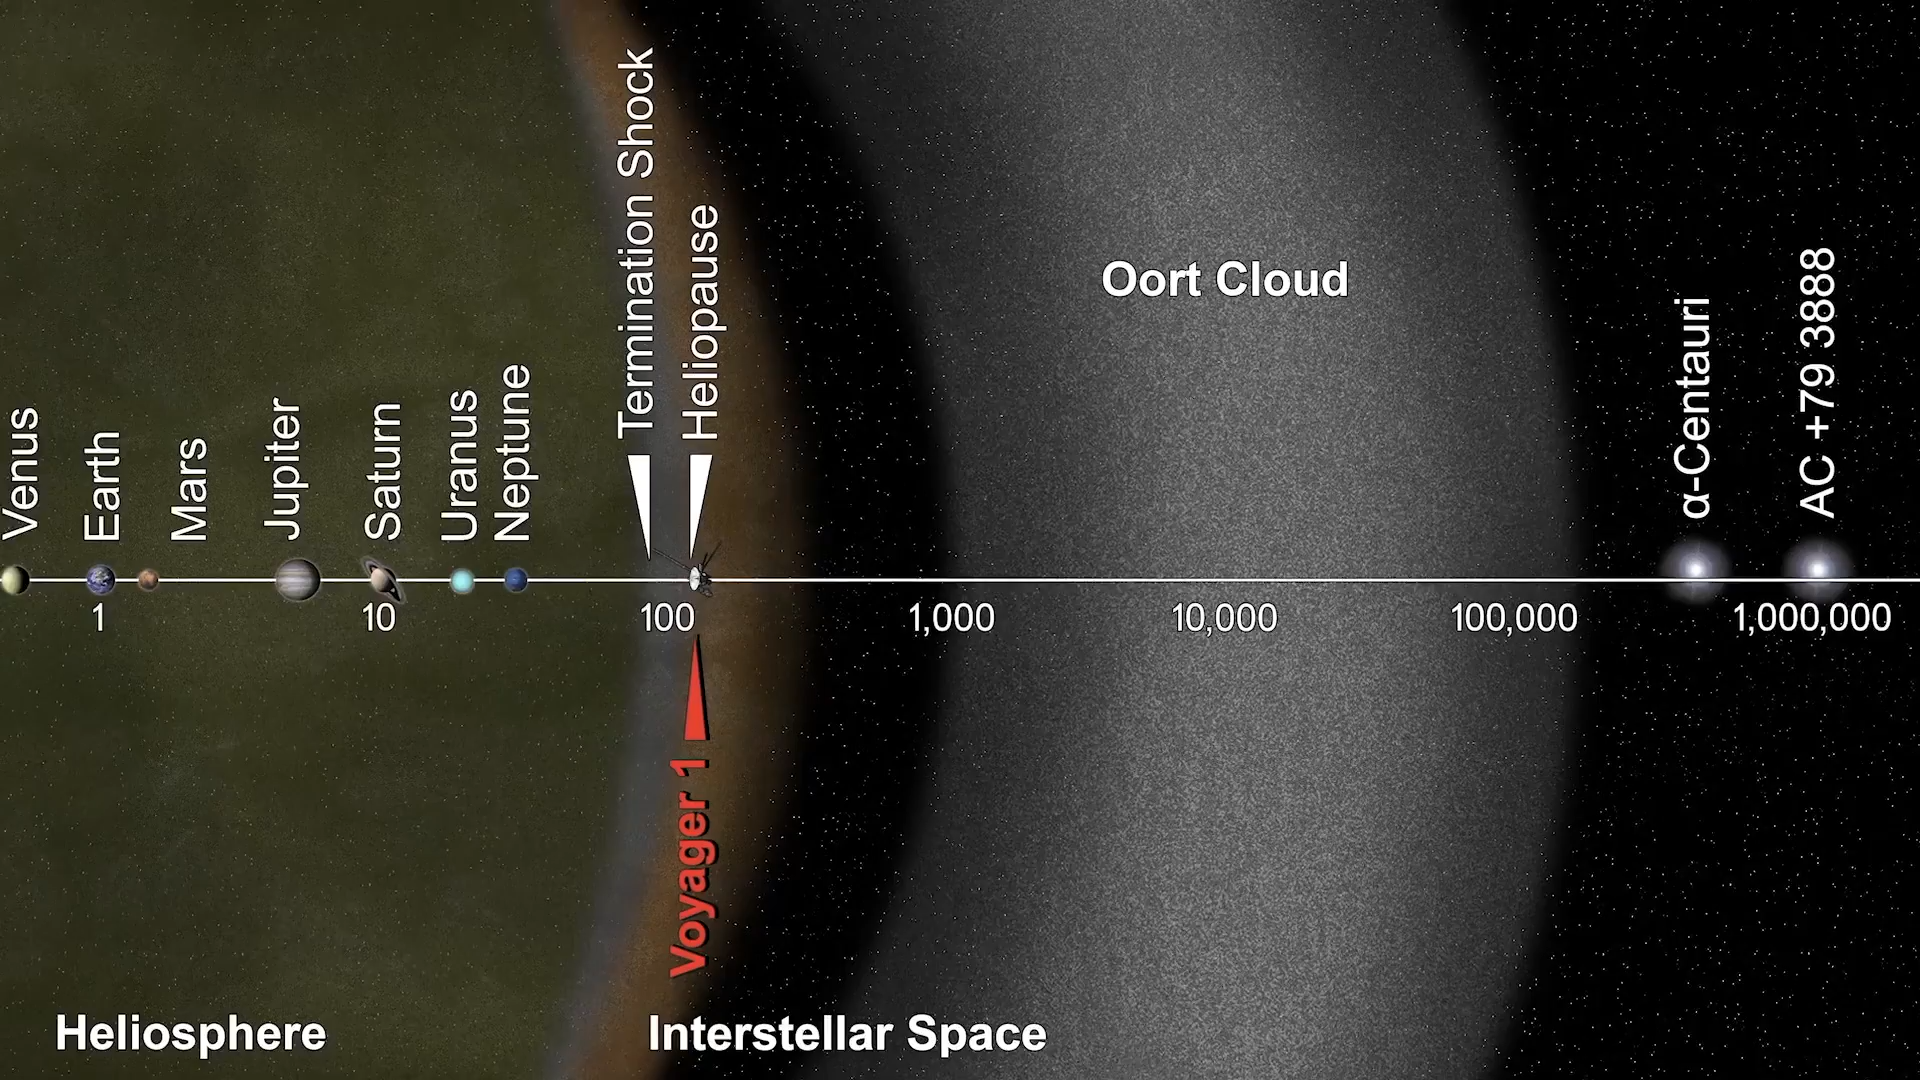 Termination Shock
Heliopause
Oort Cloud
Venus
Earth
Mars
Jupiter
Saturn
Uranus
Neptune
α-Centauri
AC +79 3888
1
10
100
1,000
10,000
100,000
1,000,000
Voyager 1
Heliosphere
Interstellar Space